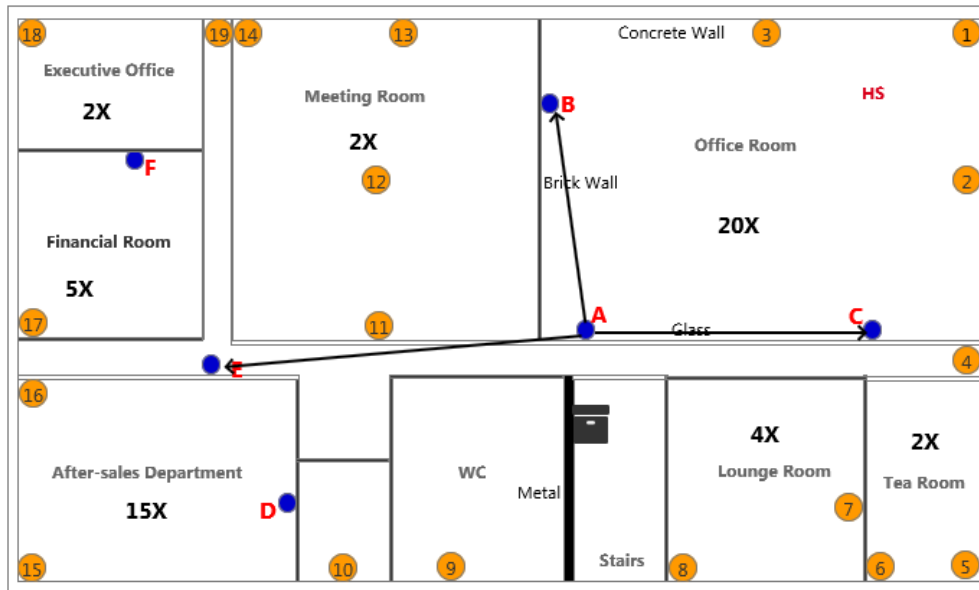 18
19
14
13
Concrete Wall
3
1
Executive Office
2X
Meeting Room
2X
B
HS
Office Room
F
12
Brick Wall
2
Financial Room
20X
5X
17
11
A
Glass
C
E
4
16
After-sales Department
15X
D
WC
Metal
4X
Lounge Room
2X
Tea Room
7
15
10
9
Stairs
8
6
5